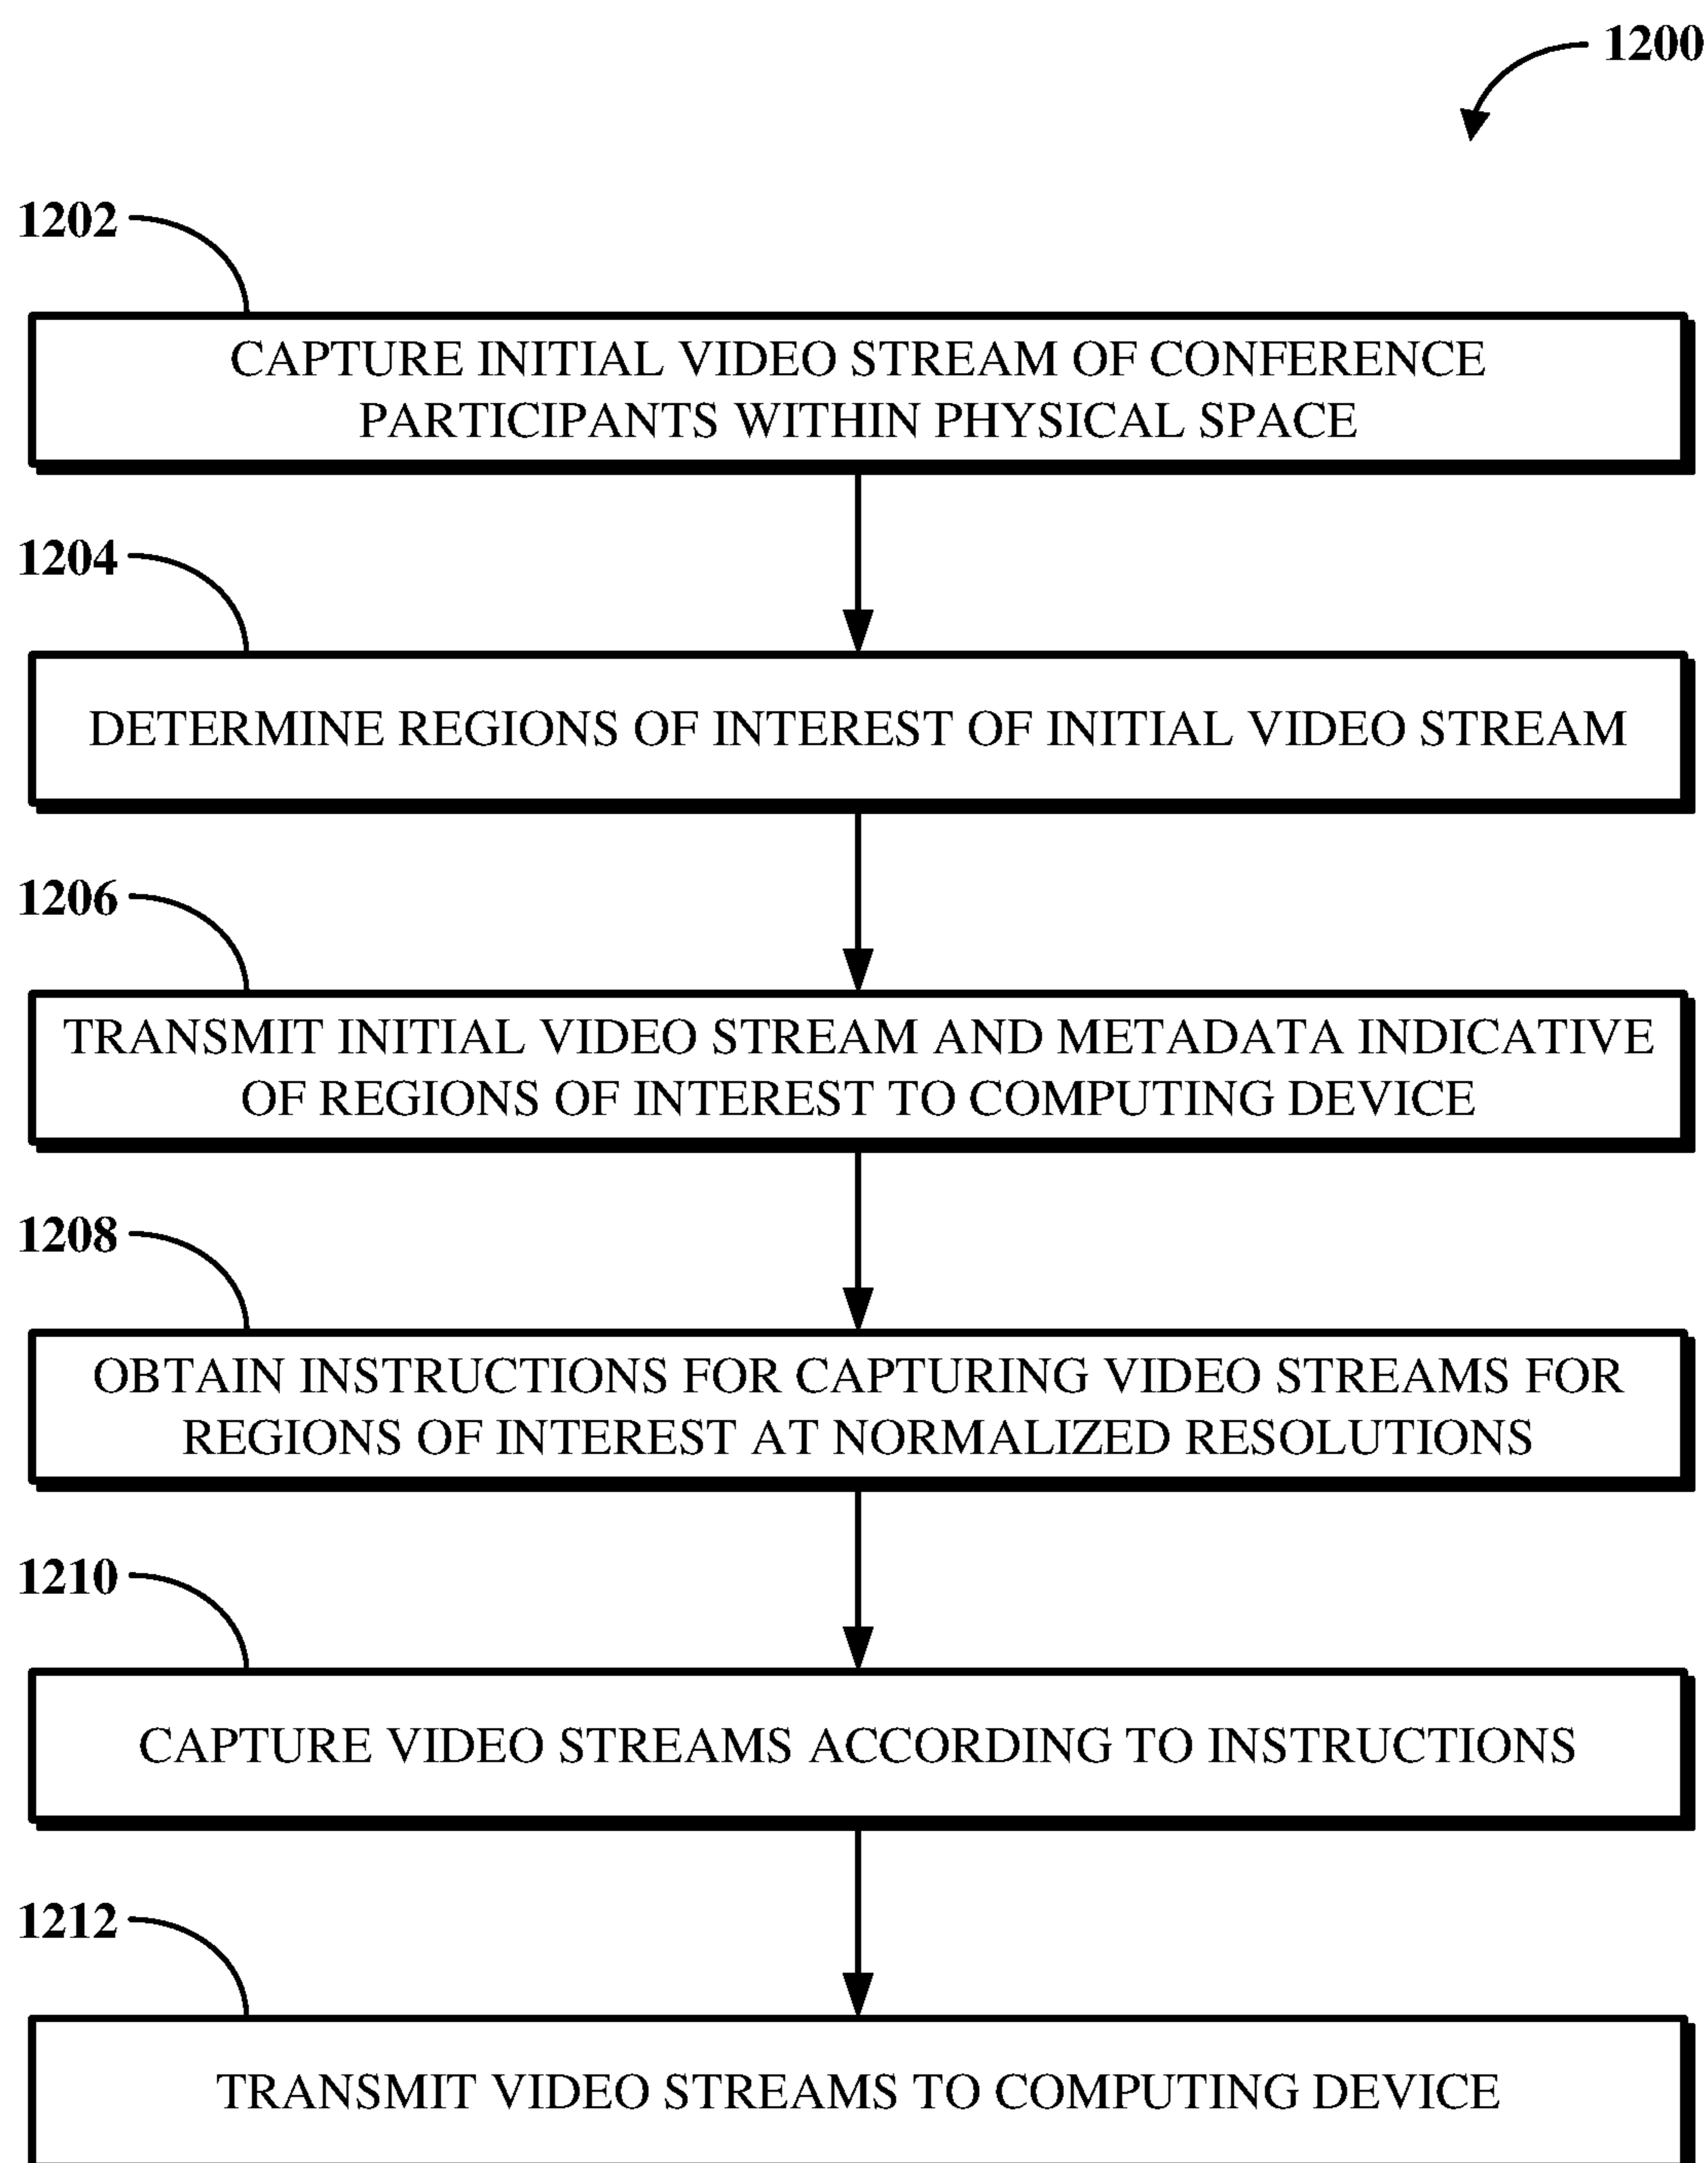 1200
1202
CAPTURE INITIAL VIDEO STREAM OF CONFERENCE
PARTICIPANTS WITHIN PHYSICAL SPACE
1204
DETERMINE REGIONS OF INTEREST OF INITIAL VIDEO STREAM
1206
TRANSMIT INITIAL VIDEO STREAM AND METADATA INDICATIVE
OF REGIONS OF INTEREST TO COMPUTING DEVICE
1208
OBTAIN INSTRUCTIONS FOR CAPTURING VIDEO STREAMS FOR
REGIONS OF INTEREST AT NORMALIZED RESOLUTIONS
1210
CAPTURE VIDEO STREAMS ACCORDING TO INSTRUCTIONS
1212
TRANSMIT VIDEO STREAMS TO COMPUTING DEVICE